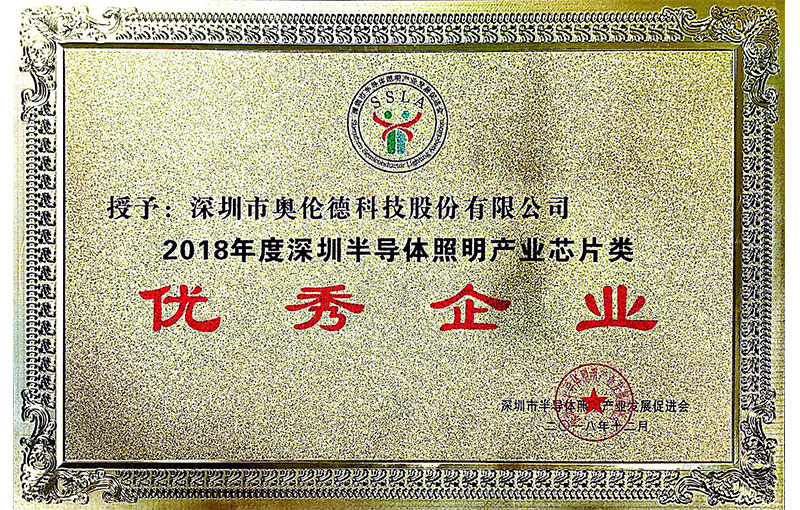 SSLA
授予：深圳市奥伦德科技股份有限公司
2018年度深圳半导体照明产业芯片类
优秀企业
深圳市半导体照明产业发展促进会
二〇一八年十二月